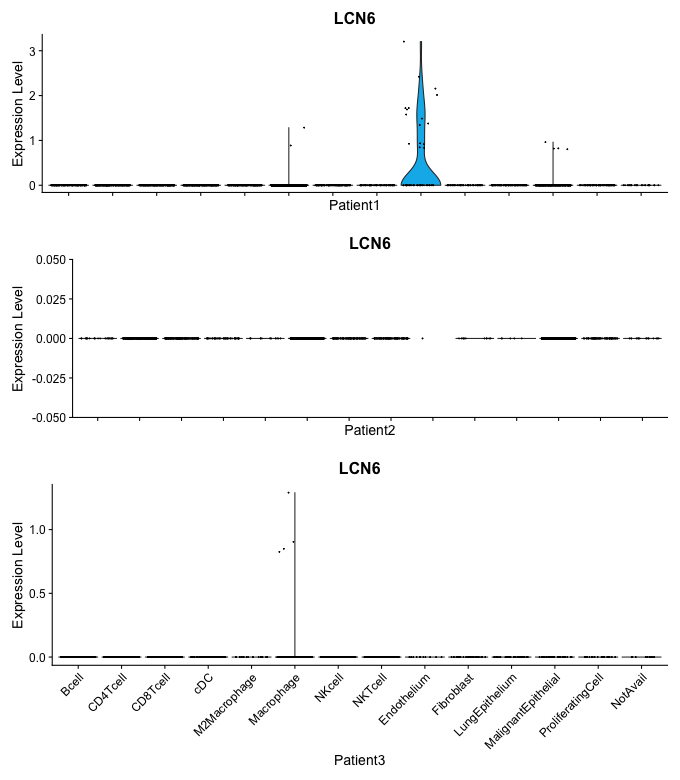 LCN6
Expression Level
3
2
1
0
Patient1
LCN6
Expression Level
0.050
0.025
0.000
-0.025
-0.050
Patient2
LCN6
Expression Level
1.0
0.5
0.0
Bcell
CD4Tcell
CD8Tcell
cDC
M2Macrophage
Macrophage
NKcell
NKTcell
Endothelium
Fibroblast
LungEpithelium
MalignantEpithelial
ProliferatingCell
NotAvail
Patient3